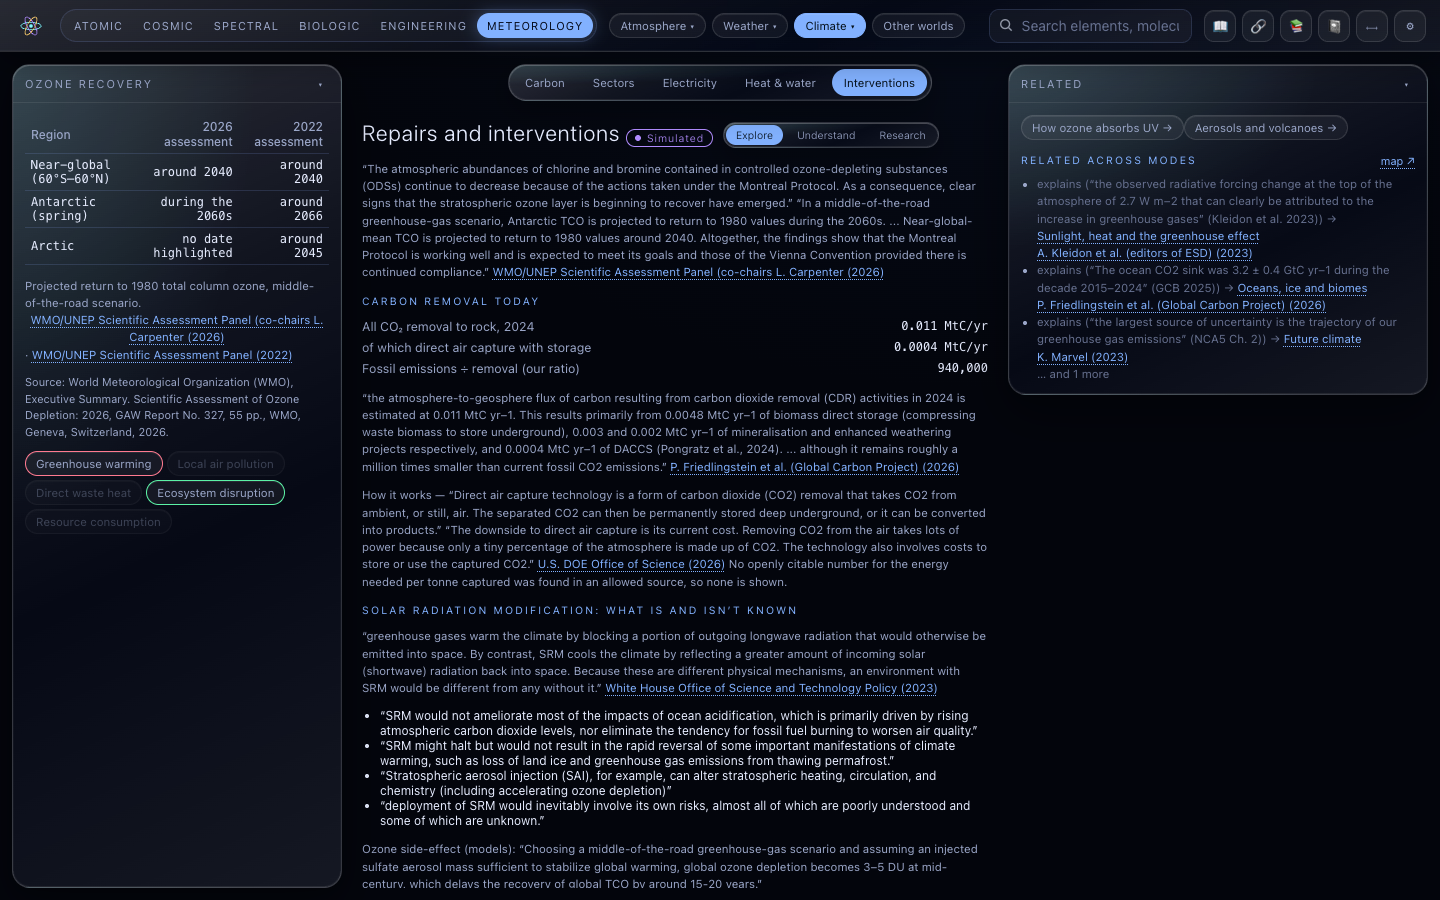 ATOMIC COSMIC SPECTRAL BIOLOGIC ENGINEERING METEOROLOGY Atmosphere ▾ Weather ▾ Climate ▾ Other worlds Search elements, molecu
OZONE RECOVERY
Region 2026 assessment 2022 assessment
Near-global (60°S–60°N) around 2040 around 2040
Antarctic (spring) during the 2060s around 2066
Arctic no date highlighted around 2045
Projected return to 1980 total column ozone, middle-
of-the-road scenario.
WMO/UNEP Scientific Assessment Panel (co-chairs L.
Carpenter (2026)
· WMO/UNEP Scientific Assessment Panel (2022)
Source: World Meteorological Organization (WMO),
Executive Summary. Scientific Assessment of Ozone
Depletion: 2026, GAW Report No. 327, 55 pp., WMO,
Geneva, Switzerland, 2026.
Greenhouse warming Local air pollution
Direct waste heat Ecosystem disruption
Resource consumption
Carbon Sectors Electricity Heat & water Interventions
Repairs and interventions Simulated Explore Understand Research
“The atmospheric abundances of chlorine and bromine contained in controlled ozone-depleting substances
(ODSs) continue to decrease because of the actions taken under the Montreal Protocol. As a consequence, clear
signs that the stratospheric ozone layer is beginning to recover have emerged.” “In a middle-of-the-road
greenhouse-gas scenario, Antarctic TCO is projected to return to 1980 values during the 2060s. … Near-global-
mean TCO is projected to return to 1980 values around 2040. Altogether, the findings show that the Montreal
Protocol is working well and is expected to meet its goals and those of the Vienna Convention provided there is
continued compliance.” WMO/UNEP Scientific Assessment Panel (co-chairs L. Carpenter (2026)
CARBON REMOVAL TODAY
All CO₂ removal to rock, 2024 0.011 MtC/yr
of which direct air capture with storage 0.0004 MtC/yr
Fossil emissions ÷ removal (our ratio) 940,000
“the atmosphere-to-geosphere flux of carbon resulting from carbon dioxide removal (CDR) activities in 2024 is
estimated at 0.011 MtC yr−1. This results primarily from 0.0048 MtC yr−1 of biomass direct storage (compressing
waste biomass to store underground), 0.003 and 0.002 MtC yr−1 of mineralisation and enhanced weathering
projects respectively, and 0.0004 MtC yr−1 of DACCS (Pongratz et al., 2024). … although it remains roughly a
million times smaller than current fossil CO2 emissions.” P. Friedlingstein et al. (Global Carbon Project) (2026)
How it works — “Direct air capture technology is a form of carbon dioxide (CO2) removal that takes CO2 from
ambient, or still, air. The separated CO2 can then be permanently stored deep underground, or it can be converted
into products.” “The downside to direct air capture is its current cost. Removing CO2 from the air takes lots of
power because only a tiny percentage of the atmosphere is made up of CO2. The technology also involves costs to
store or use the captured CO2.” U.S. DOE Office of Science (2026) No openly citable number for the energy
needed per tonne captured was found in an allowed source, so none is shown.
SOLAR RADIATION MODIFICATION: WHAT IS AND ISN'T KNOWN
“greenhouse gases warm the climate by blocking a portion of outgoing longwave radiation that would otherwise be
emitted into space. By contrast, SRM cools the climate by reflecting a greater amount of incoming solar
(shortwave) radiation back into space. Because these are different physical mechanisms, an environment with
SRM would be different from any without it.” White House Office of Science and Technology Policy (2023)
• “SRM would not ameliorate most of the impacts of ocean acidification, which is primarily driven by rising
atmospheric carbon dioxide levels, nor eliminate the tendency for fossil fuel burning to worsen air quality.”
• “SRM might halt but would not result in the rapid reversal of some important manifestations of climate
warming, such as loss of land ice and greenhouse gas emissions from thawing permafrost.”
• “Stratospheric aerosol injection (SAI), for example, can alter stratospheric heating, circulation, and
chemistry (including accelerating ozone depletion)”
• “deployment of SRM would inevitably involve its own risks, almost all of which are poorly understood and
some of which are unknown.”
Ozone side-effect (models): “Choosing a middle-of-the-road greenhouse-gas scenario and assuming an injected
sulfate aerosol mass sufficient to stabilize global warming, global ozone depletion becomes 3–5 DU at mid-
century, which delays the recovery of global TCO by around 15-20 years.”
RELATED
How ozone absorbs UV → Aerosols and volcanoes →
RELATED ACROSS MODES map ↗
• explains (“the observed radiative forcing change at the top of the
atmosphere of 2.7 W m−2 that can clearly be attributed to the
increase in greenhouse gases” (Kleidon et al. 2023)) →
Sunlight, heat and the greenhouse effect
A. Kleidon et al. (editors of ESD) (2023)
• explains (“The ocean CO2 sink was 3.2 ± 0.4 GtC yr−1 during the
decade 2015–2024” (GCB 2025)) → Oceans, ice and biomes
P. Friedlingstein et al. (Global Carbon Project) (2026)
• explains (“the largest source of uncertainty is the trajectory of our
greenhouse gas emissions” (NCA5 Ch. 2)) → Future climate
K. Marvel (2023)
… and 1 more